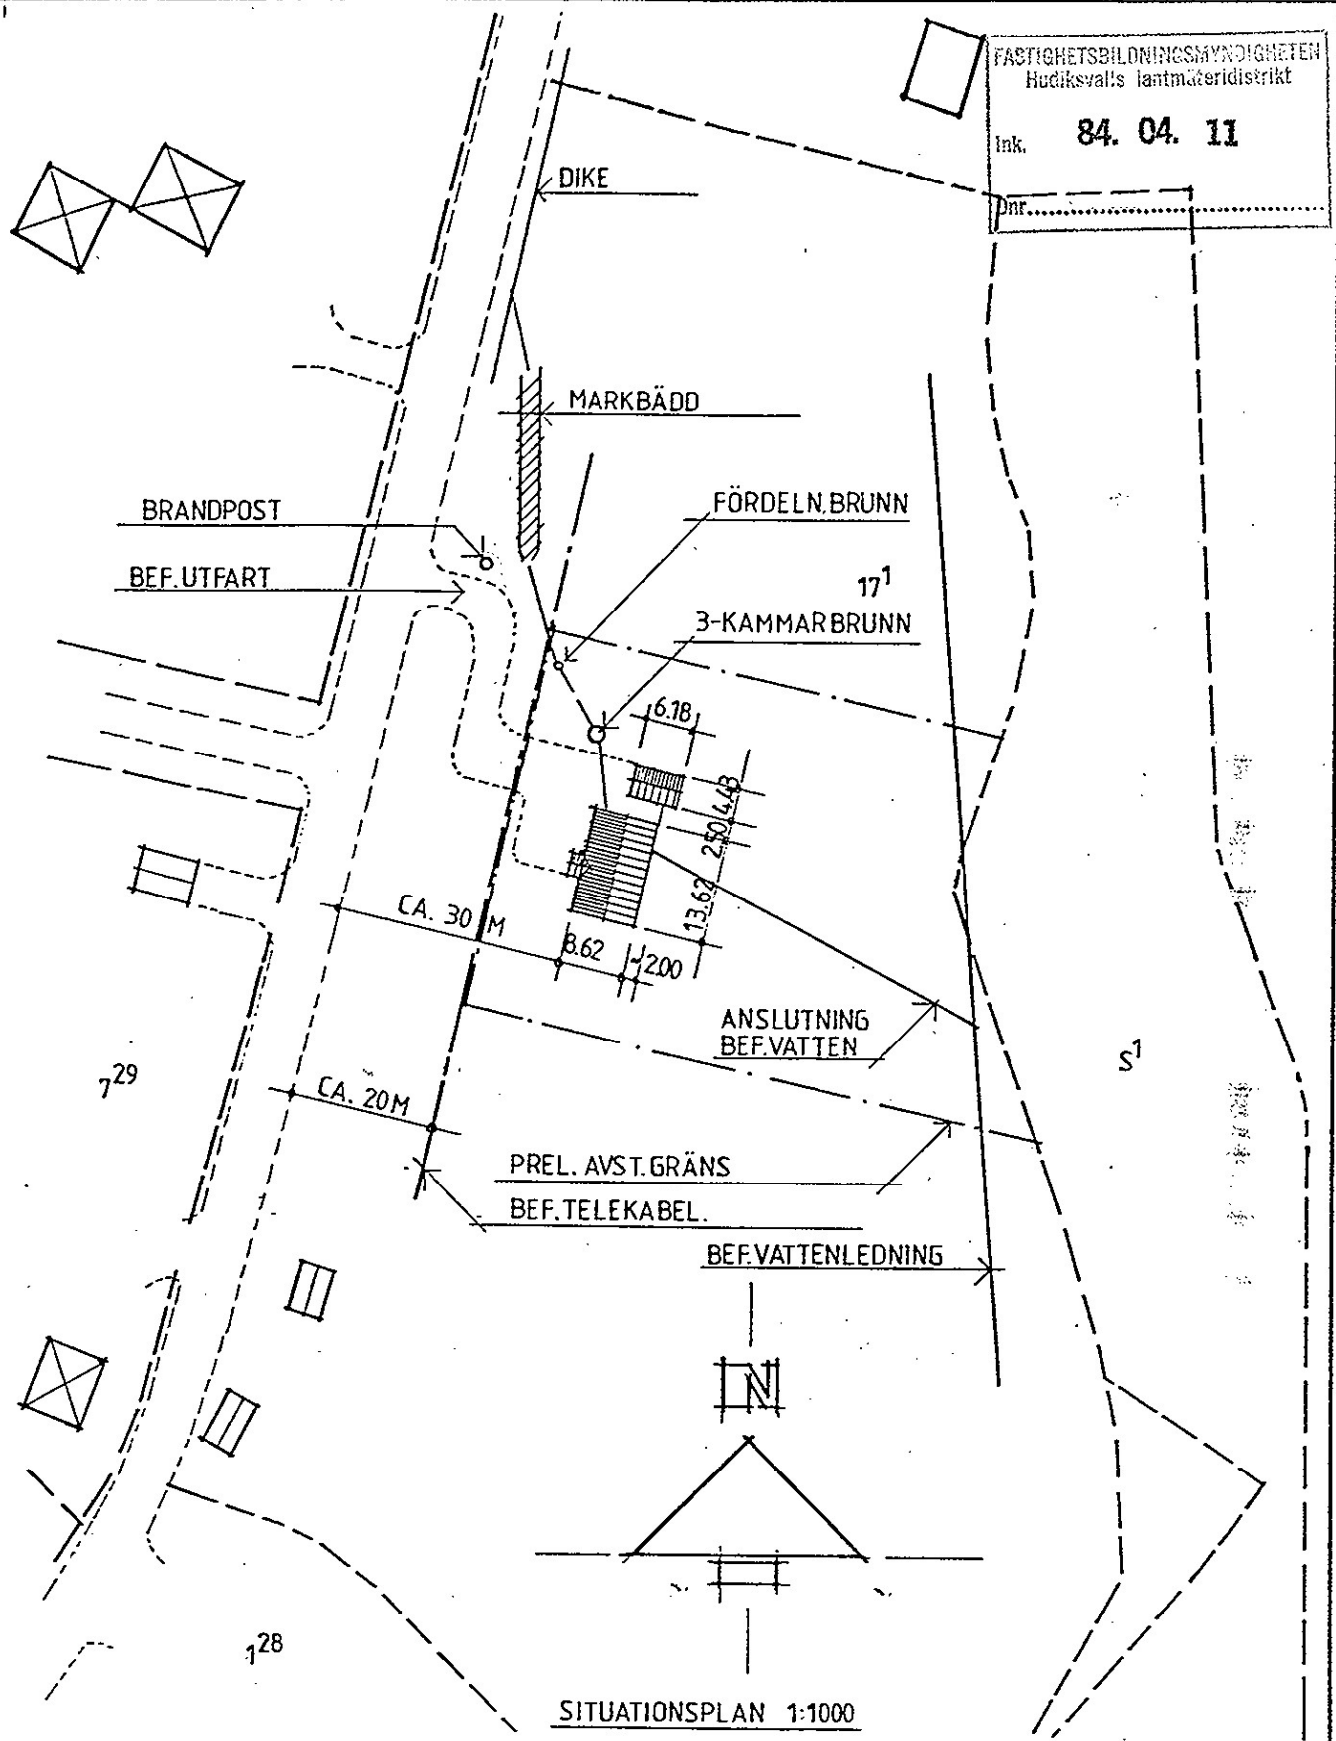 FASTIGHETSBILDNINGSMYNDIGHETEN
Hudiksvalls lantmäteridistrikt
Ink. 84. 04. 11
Dnr
DIKE
MARKBÄDD
BRANDPOST
FÖRDELN.BRUNN
BEF.UTFART
17¹
3-KAMMARBRUNN
6.18
4.43
2.50
13.62
CA. 30 M
8.62
~2.00
ANSLUTNING
BEF.VATTEN
S¹
7²⁹
CA. 20M
PREL. AVST.GRÄNS
BEF.TELEKABEL.
BEF.VATTENLEDNING
N
1²⁸
SITUATIONSPLAN 1:1000